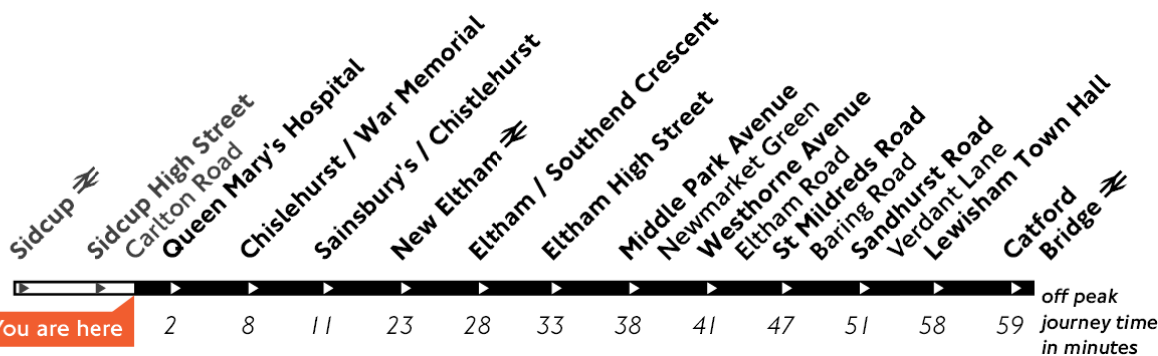 Sidcup
Sidcup High Street
Carlton Road
Queen Mary's Hospital
Chislehurst / War Memorial
Sainsbury's / Chistlehurst
New Eltham
Eltham / Southend Crescent
Eltham High Street
Middle Park Avenue
Newmarket Green
Westhorne Avenue
Eltham Road
St Mildreds Road
Baring Road
Sandhurst Road
Verdant Lane
Lewisham Town Hall
Catford
Bridge
You are here
2 8 11 23 28 33 38 41 47 51 58 59
off peak
journey time
in minutes